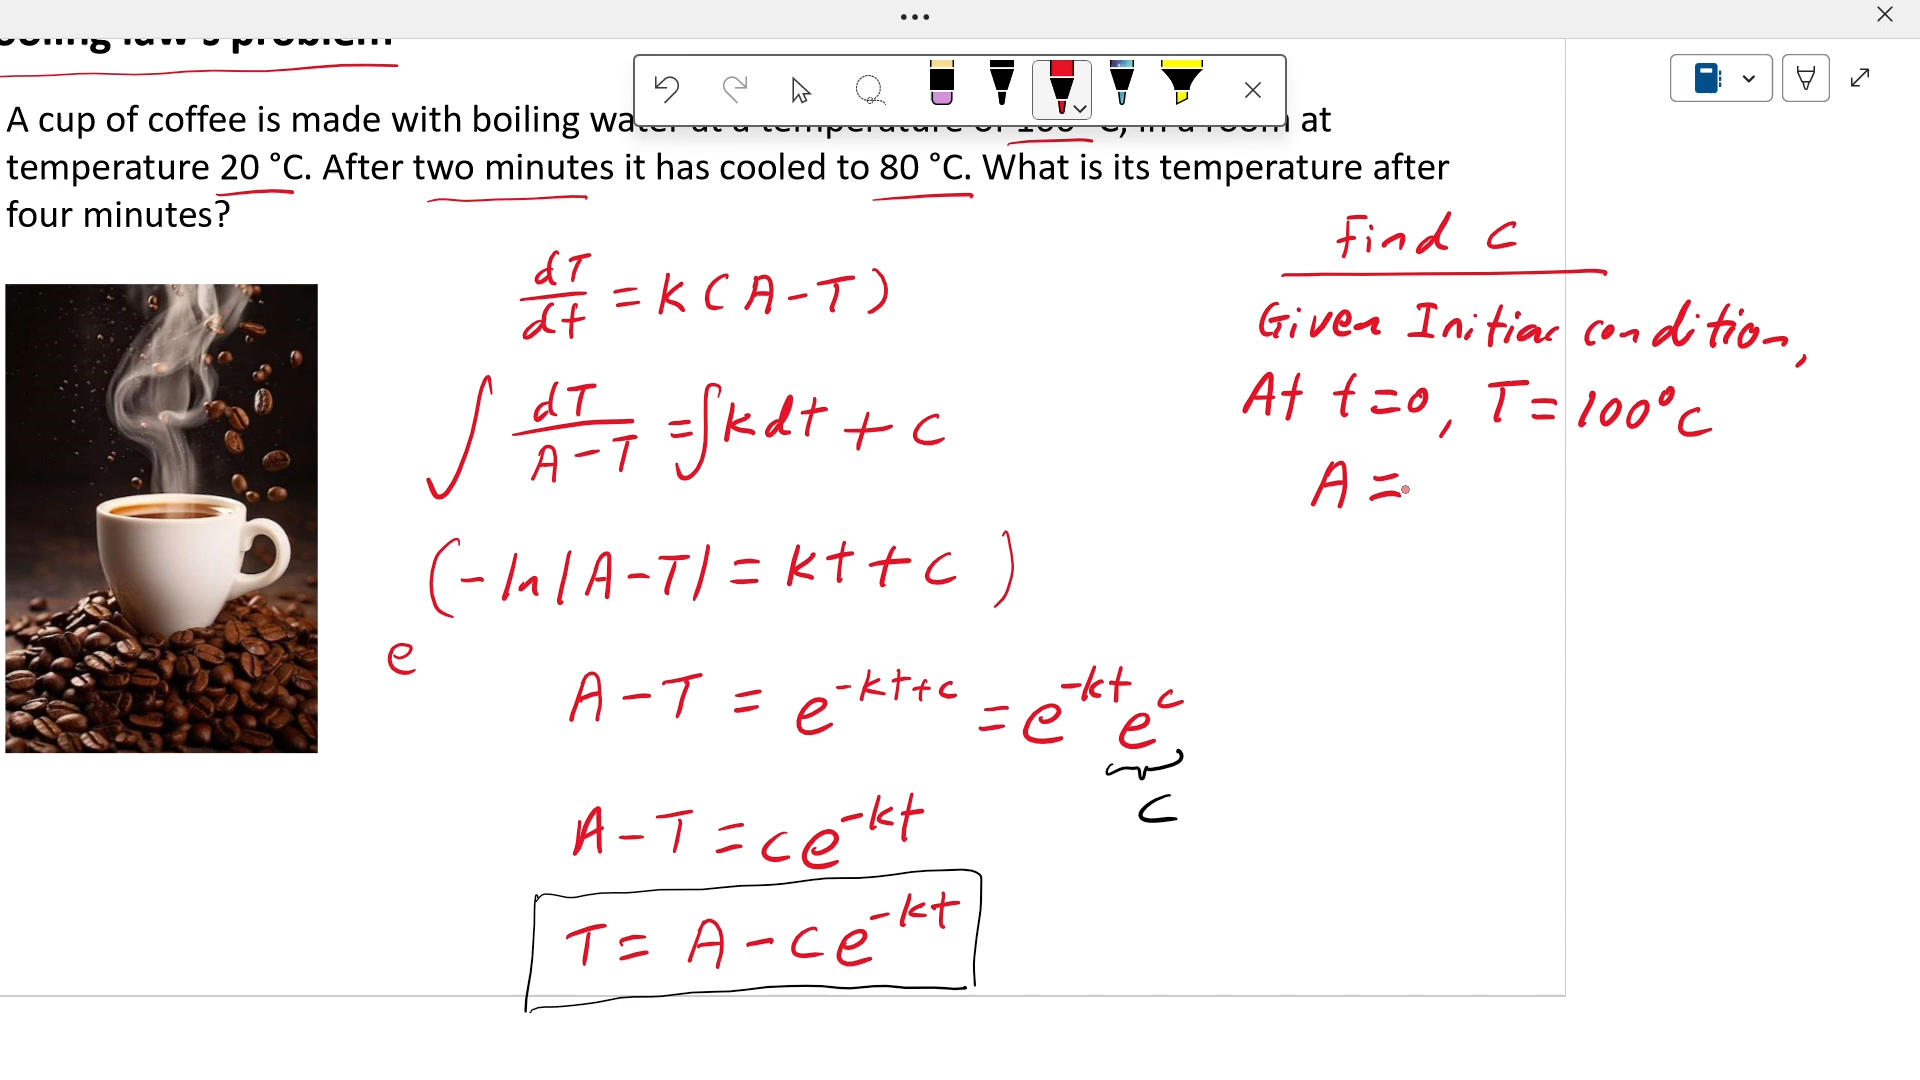 A cup of coffee is made with boiling at
temperature 20 °C. After two minutes it has cooled to 80 °C. What is its temperature after
four minutes?
dT/dt = K(A-T)
∫ dT/(A-T) = ∫kdt + c
(-ln|A-T| = kt + c)
e
A-T = e^{-kt+c} = e^{-kt}e^{c}
c
A-T = ce^{-kt}
T = A - ce^{-kt}
Find C
Given Initial condition,
At t=0, T=100°C
A =